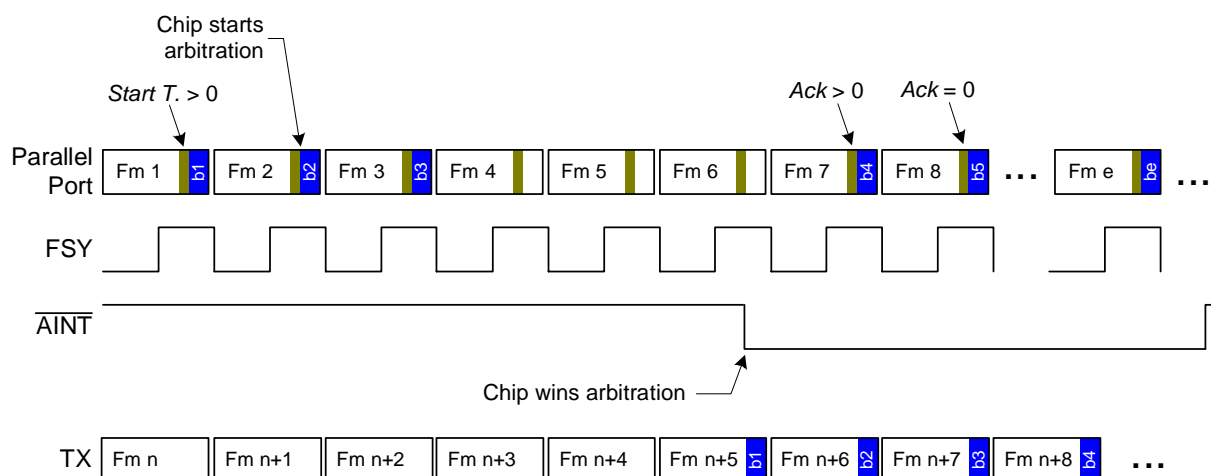 Chip starts
arbitration
Start T. > 0
Ack > 0
Ack = 0
Parallel
Port
Fm 1 b1 Fm 2 b2 Fm 3 b3 Fm 4 Fm 5 Fm 6 Fm 7 b4 Fm 8 b5 ... Fm e be ...
FSY
AINT
Chip wins arbitration
TX Fm n Fm n+1 Fm n+2 Fm n+3 Fm n+4 Fm n+5 b1 Fm n+6 b2 Fm n+7 b3 Fm n+8 b4 ...